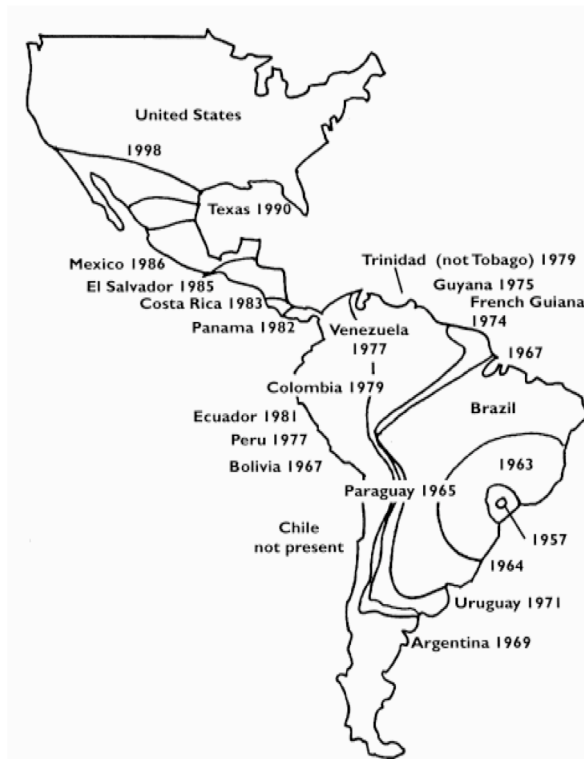 United States
1998
Texas 1990
Mexico 1986
El Salvador 1985
Costa Rica 1983
Panama 1982
Trinidad (not Tobago) 1979
Guyana 1975
French Guiana
1974
Venezuela
1977
1967
Colombia 1979
Brazil
Ecuador 1981
Peru 1977
Bolivia 1967
1963
Paraguay 1965
Chile
not present
1957
1964
Uruguay 1971
Argentina 1969